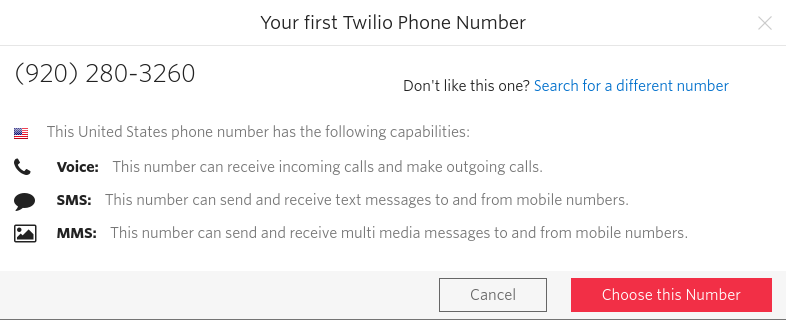 Your first Twilio Phone Number
(920) 280-3260
Don't like this one? Search for a different number
This United States phone number has the following capabilities:
Voice: This number can receive incoming calls and make outgoing calls.
SMS: This number can send and receive text messages to and from mobile numbers.
MMS: This number can send and receive multi media messages to and from mobile numbers.
Cancel
Choose this Number